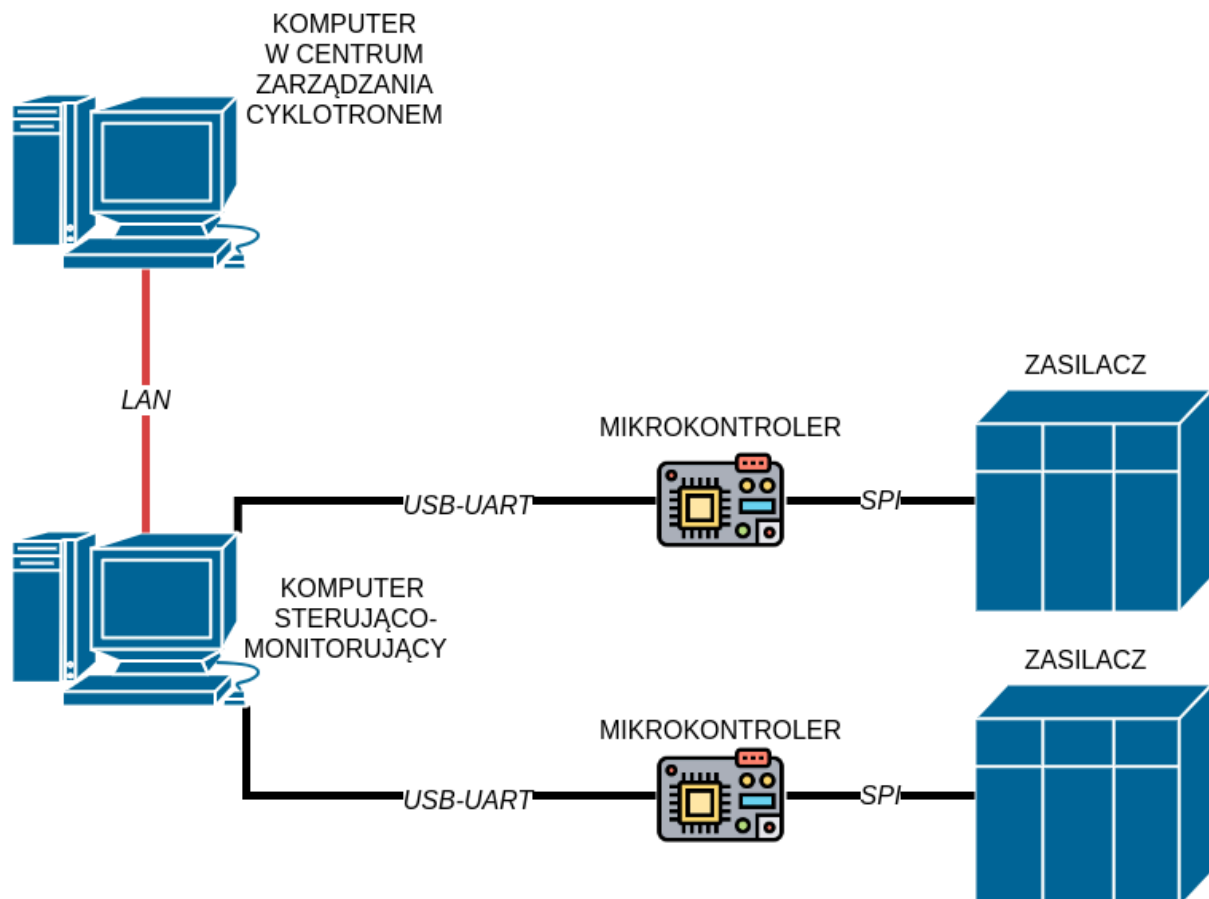 KOMPUTER
W CENTRUM
ZARZĄDZANIA
CYKLOTRONEM
LAN
ZASILACZ
MIKROKONTROLER
USB-UART
SPI
KOMPUTER
STERUJĄCO-
MONITORUJĄCY
ZASILACZ
MIKROKONTROLER
USB-UART
SPI